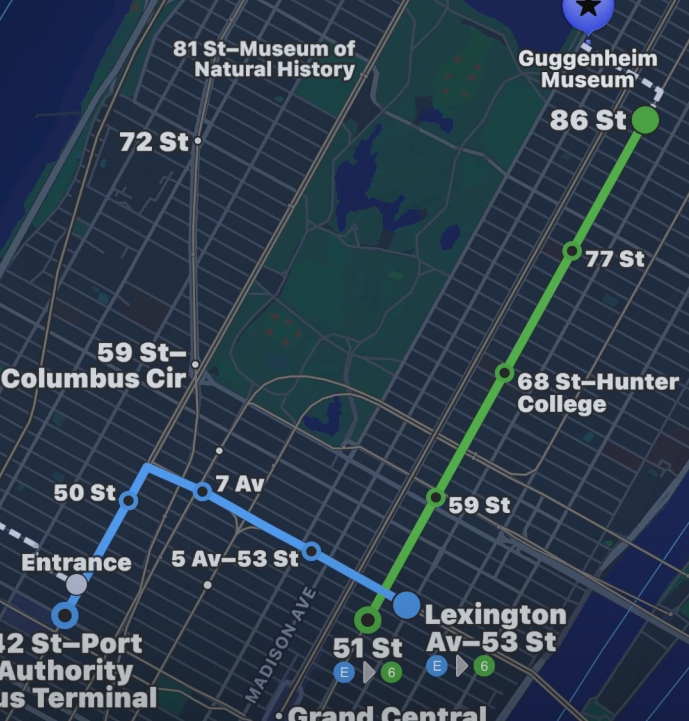 81 St–Museum of
Natural History
Guggenheim
Museum
86 St
72 St
77 St
59 St–
Columbus Cir
68 St–Hunter
College
50 St
7 Av
59 St
5 Av–53 St
Entrance
42 St–Port
Authority
us Terminal
MADISON AVE
51 St
E 6
Lexington
Av–53 St
E 6
Grand Central